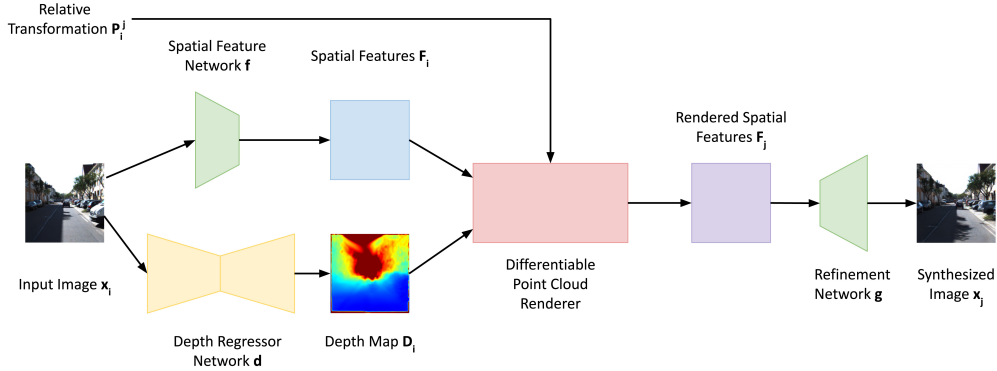 Relative
Transformation P_i^j
Spatial Feature
Network f
Spatial Features F_i
Rendered Spatial
Features F_j
Input Image x_i
Depth Regressor
Network d
Depth Map D_i
Differentiable
Point Cloud
Renderer
Refinement
Network g
Synthesized
Image x_j